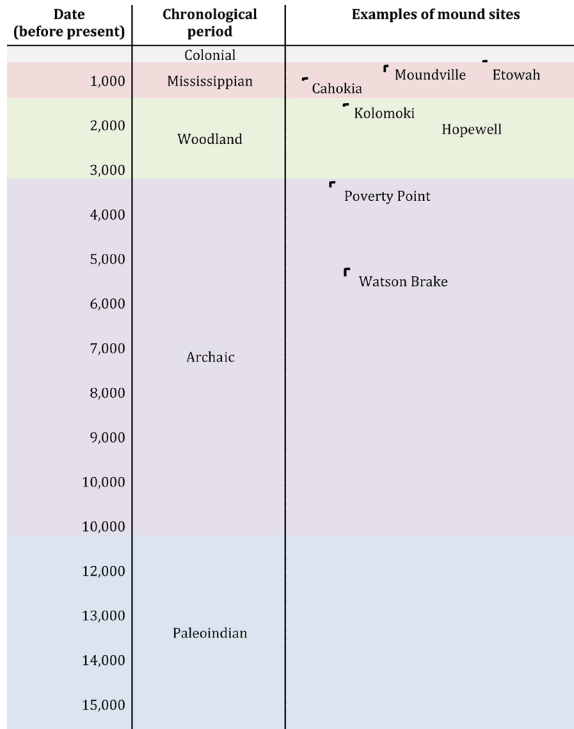 Date
(before present)
Chronological
period
Examples of mound sites
Colonial
1,000
Mississippian
Cahokia
Moundville
Etowah
Kolomoki
2,000
Woodland
Hopewell
3,000
Poverty Point
4,000
5,000
Watson Brake
6,000
7,000
Archaic
8,000
9,000
10,000
10,000
12,000
13,000
Paleoindian
14,000
15,000